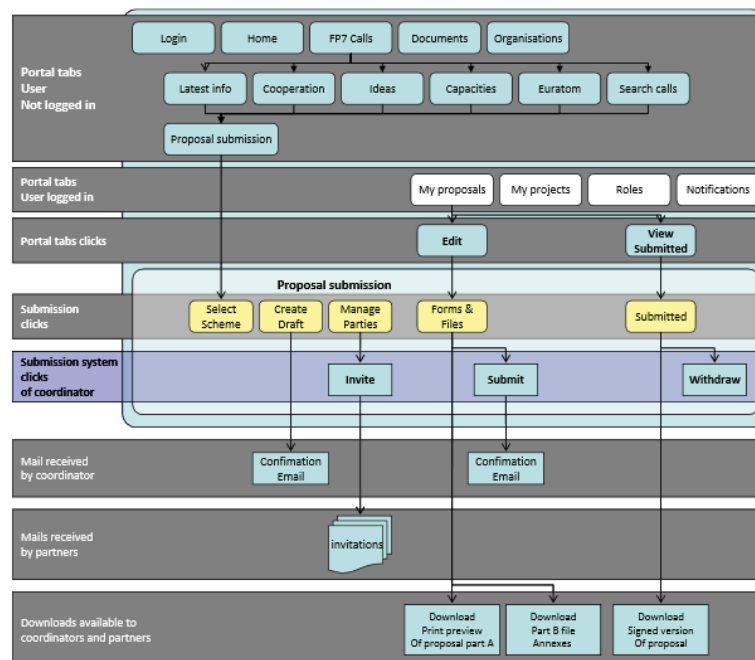 Login
Home
FP7 Calls
Documents
Organisations
Portal tabs
User
Not logged in
Latest info
Cooperation
Ideas
Capacities
Euratom
Search calls
Proposal submission
Portal tabs
User logged in
My proposals
My projects
Roles
Notifications
Portal tabs clicks
Edit
View
Submitted
Proposal submission
Submission
clicks
Select
Scheme
Create
Draft
Manage
Parties
Forms &
Files
Submitted
Submission system
clicks
of coordinator
Invite
Submit
Withdraw
Mail received
by coordinator
Confimation
Email
Confimation
Email
Mails received
by partners
invitations
Downloads available to
coordinators and partners
Download
Print preview
Of proposal part A
Download
Part B file
Annexes
Download
Signed version
Of proposal